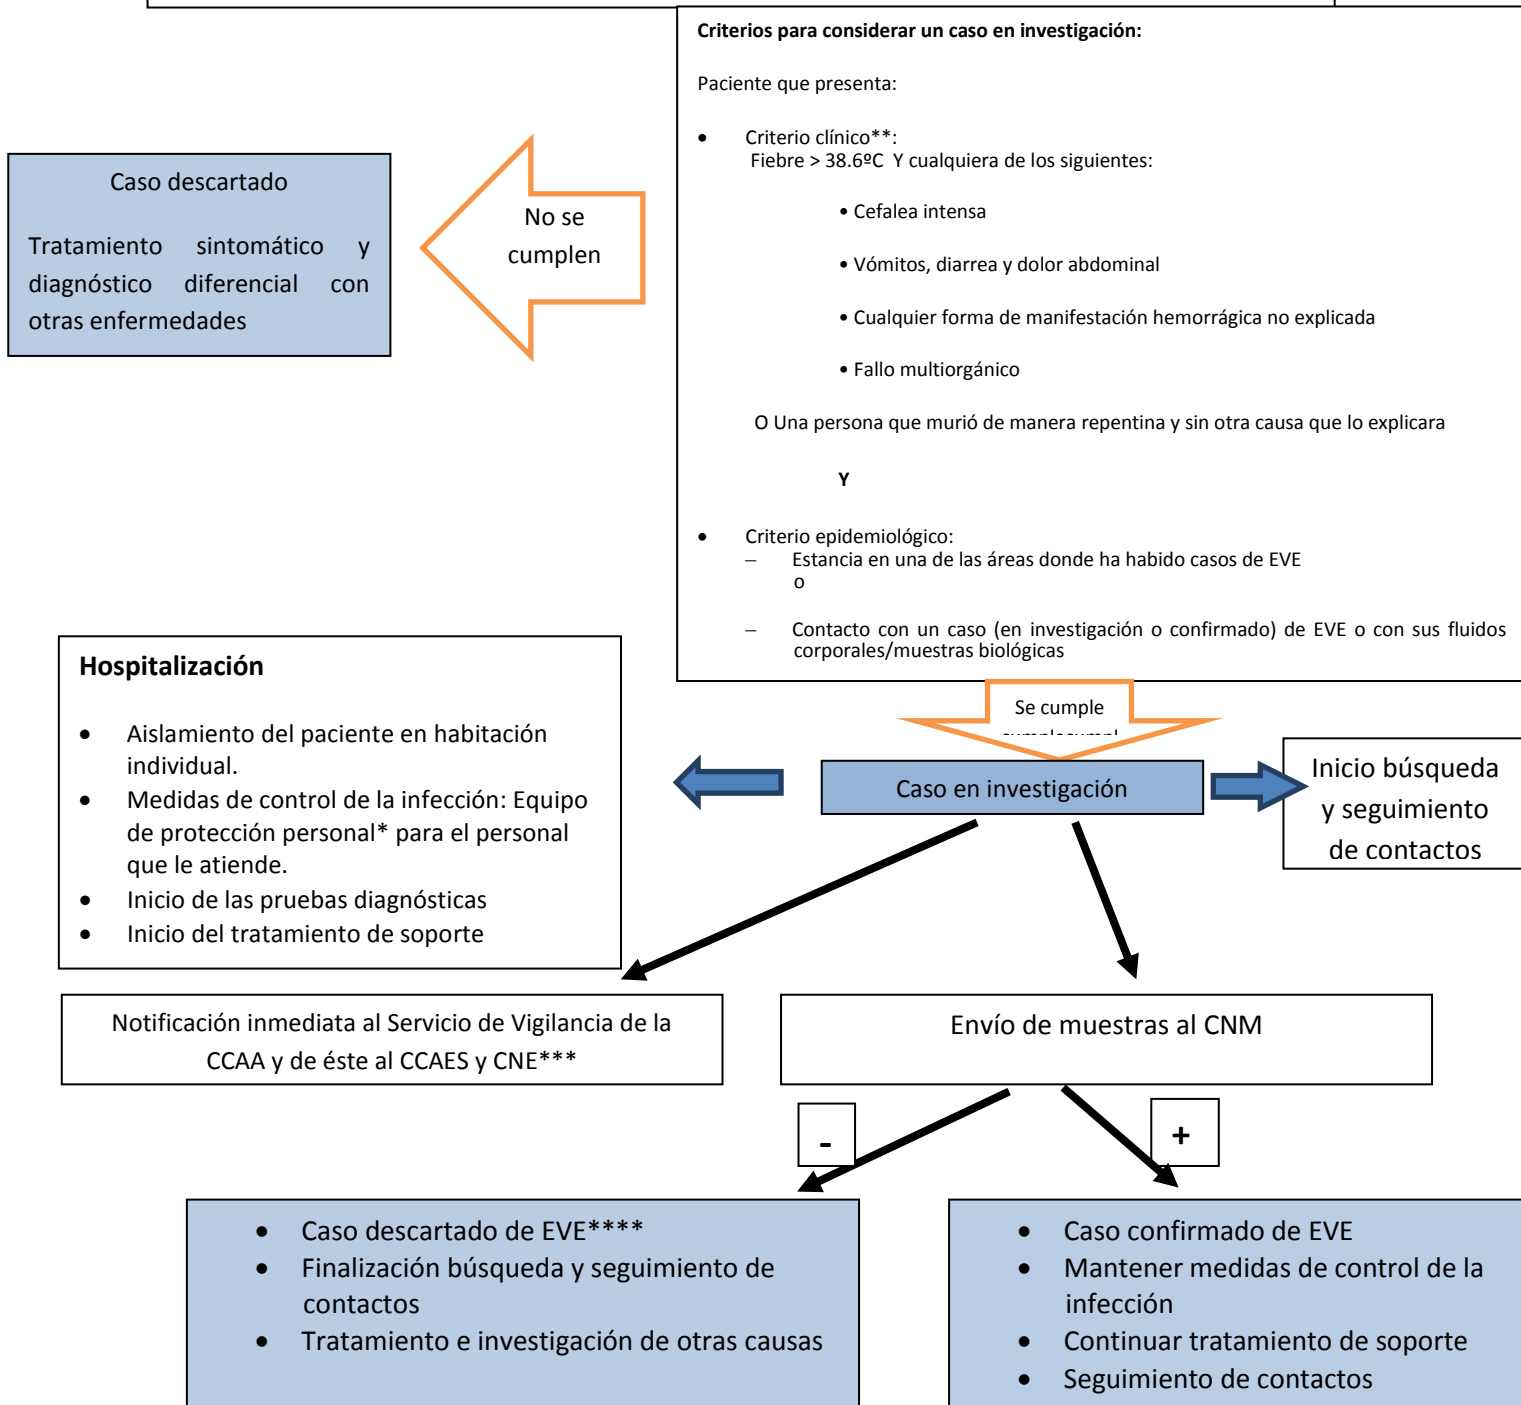 Criterios para considerar un caso en investigación:
Paciente que presenta:
• Criterio clínico**:
Fiebre > 38.6ºC Y cualquiera de los siguientes:
• Cefalea intensa
• Vómitos, diarrea y dolor abdominal
• Cualquier forma de manifestación hemorrágica no explicada
• Fallo multiorgánico
O Una persona que murió de manera repentina y sin otra causa que lo explicara
Y
• Criterio epidemiológico:
– Estancia en una de las áreas donde ha habido casos de EVE
o
– Contacto con un caso (en investigación o confirmado) de EVE o con sus fluidos
corporales/muestras biológicas
No se
cumplen
Caso descartado
Tratamiento sintomático y
diagnóstico diferencial con
otras enfermedades
Se cumple
Caso en investigación
Hospitalización
• Aislamiento del paciente en habitación
individual.
• Medidas de control de la infección: Equipo
de protección personal* para el personal
que le atiende.
• Inicio de las pruebas diagnósticas
• Inicio del tratamiento de soporte
Inicio búsqueda
y seguimiento
de contactos
Notificación inmediata al Servicio de Vigilancia de la
CCAA y de éste al CCAES y CNE***
Envío de muestras al CNM
-
+
• Caso descartado de EVE****
• Finalización búsqueda y seguimiento de
contactos
• Tratamiento e investigación de otras causas
• Caso confirmado de EVE
• Mantener medidas de control de la
infección
• Continuar tratamiento de soporte
• Seguimiento de contactos